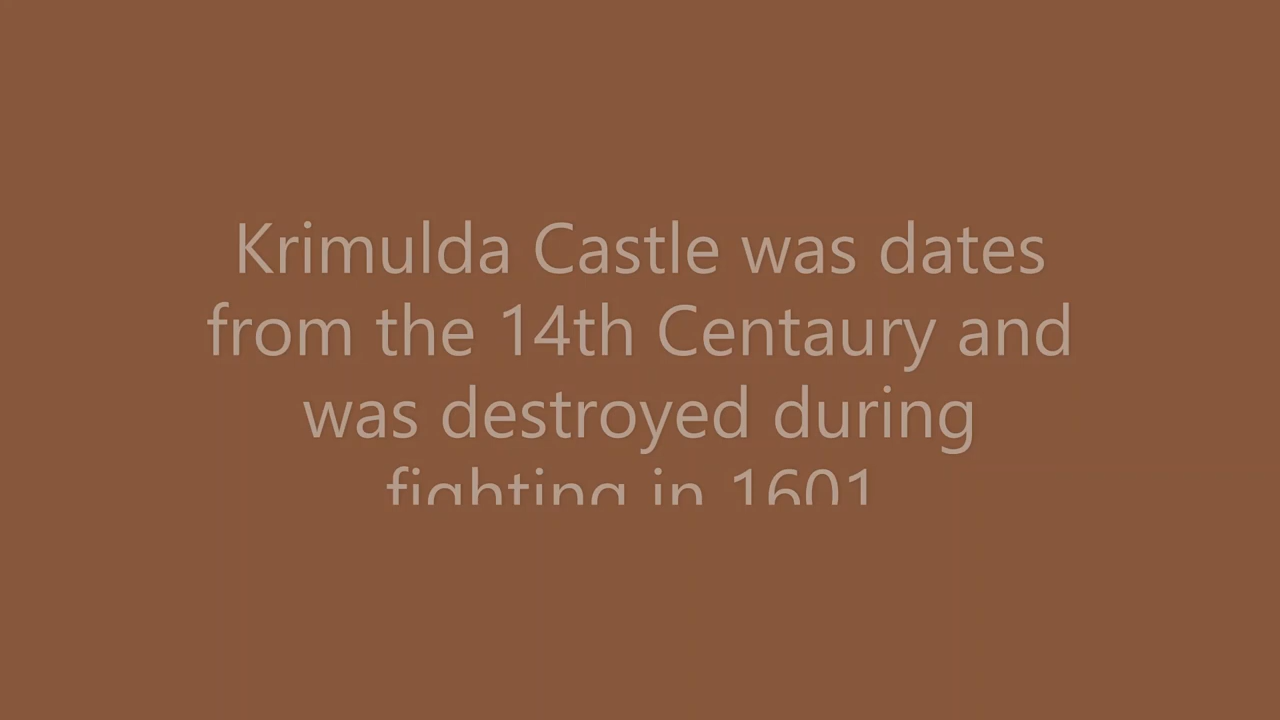 Krimulda Castle was dates
from the 14th Centaury and
was destroyed during
fighting in 1601